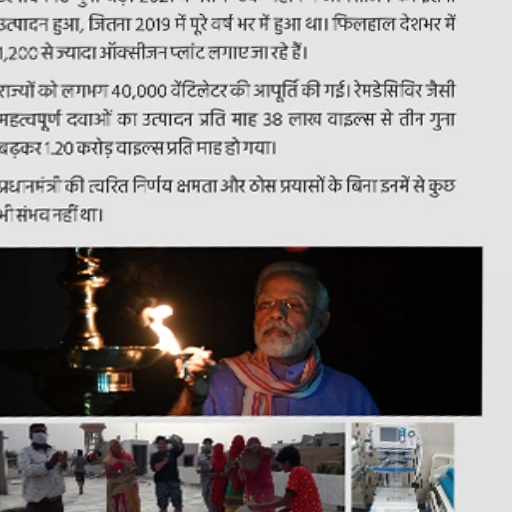 उत्पादन हुआ, जितना 2019 में पूरे वर्ष भर में हुआ था। फिलहाल देशभर में
1,200 से ज्यादा ऑक्सीजन प्लांट लगाए जा रहे हैं।
राज्यों को लगभग 40,000 वेंटिलेटर की आपूर्ति की गई। रेमडेसिविर जैसी
महत्वपूर्ण दवाओं का उत्पादन प्रति माह 38 लाख वाइल्स से तीन गुना
बढ़कर 1.20 करोड़ वाइल्स प्रति माह हो गया।
प्रधानमंत्री की त्वरित निर्णय क्षमता और ठोस प्रयासों के बिना इनमें से कुछ
भी संभव नहीं था।